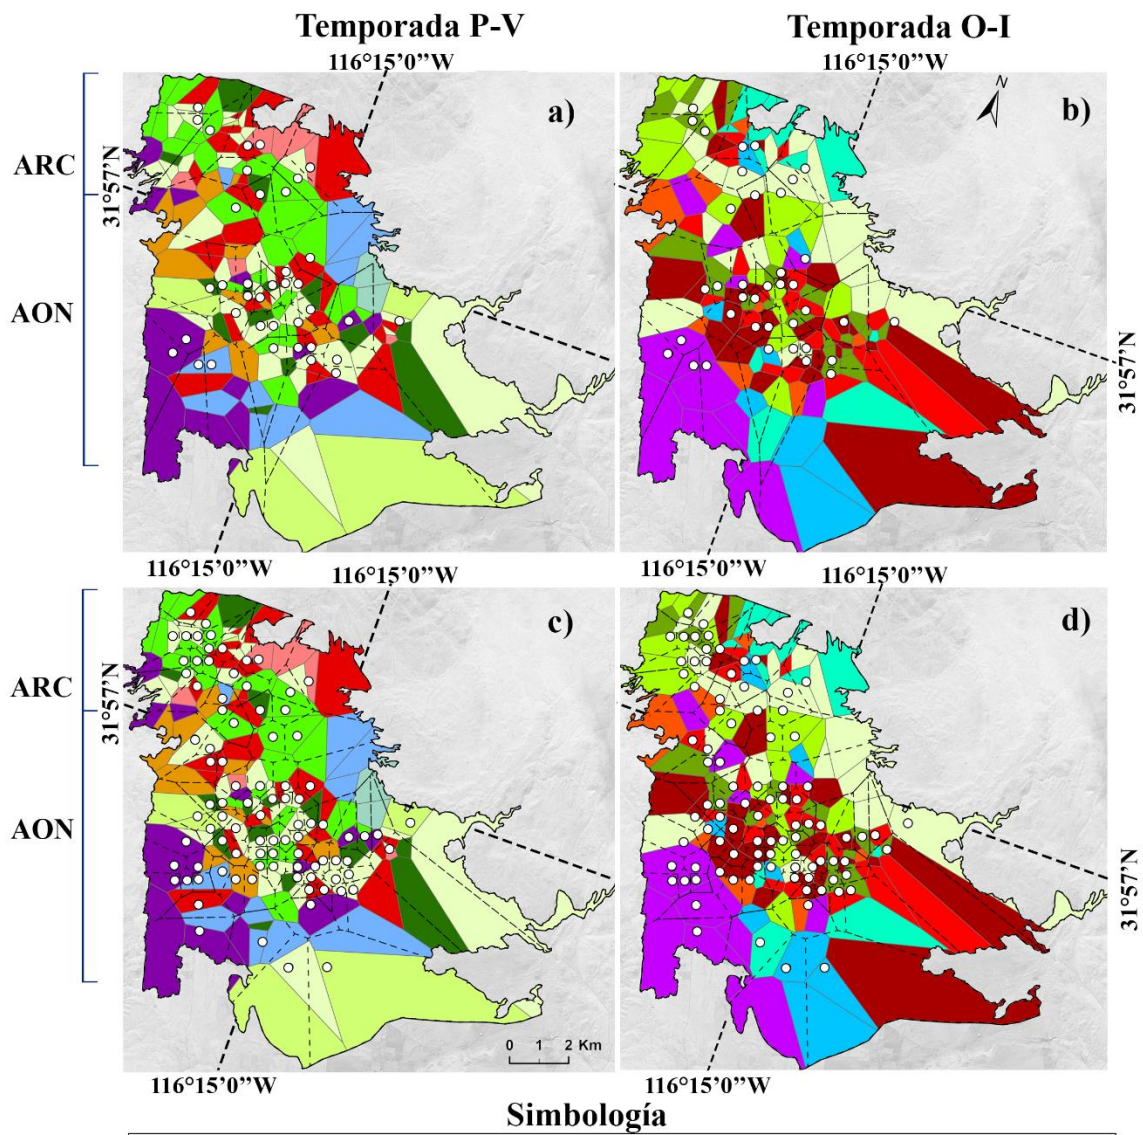 Temporada P-V Temporada O-I
116°15'0"W 116°15'0"W
N
a) b)
ARC
31°57'N
AON
31°57'N
116°15'0"W 116°15'0"W 116°15'0"W 116°15'0"W
c) d)
ARC
31°57'N
AON
31°57'N
0 1 2 Km
116°15'0"W 116°15'0"W
Simbología